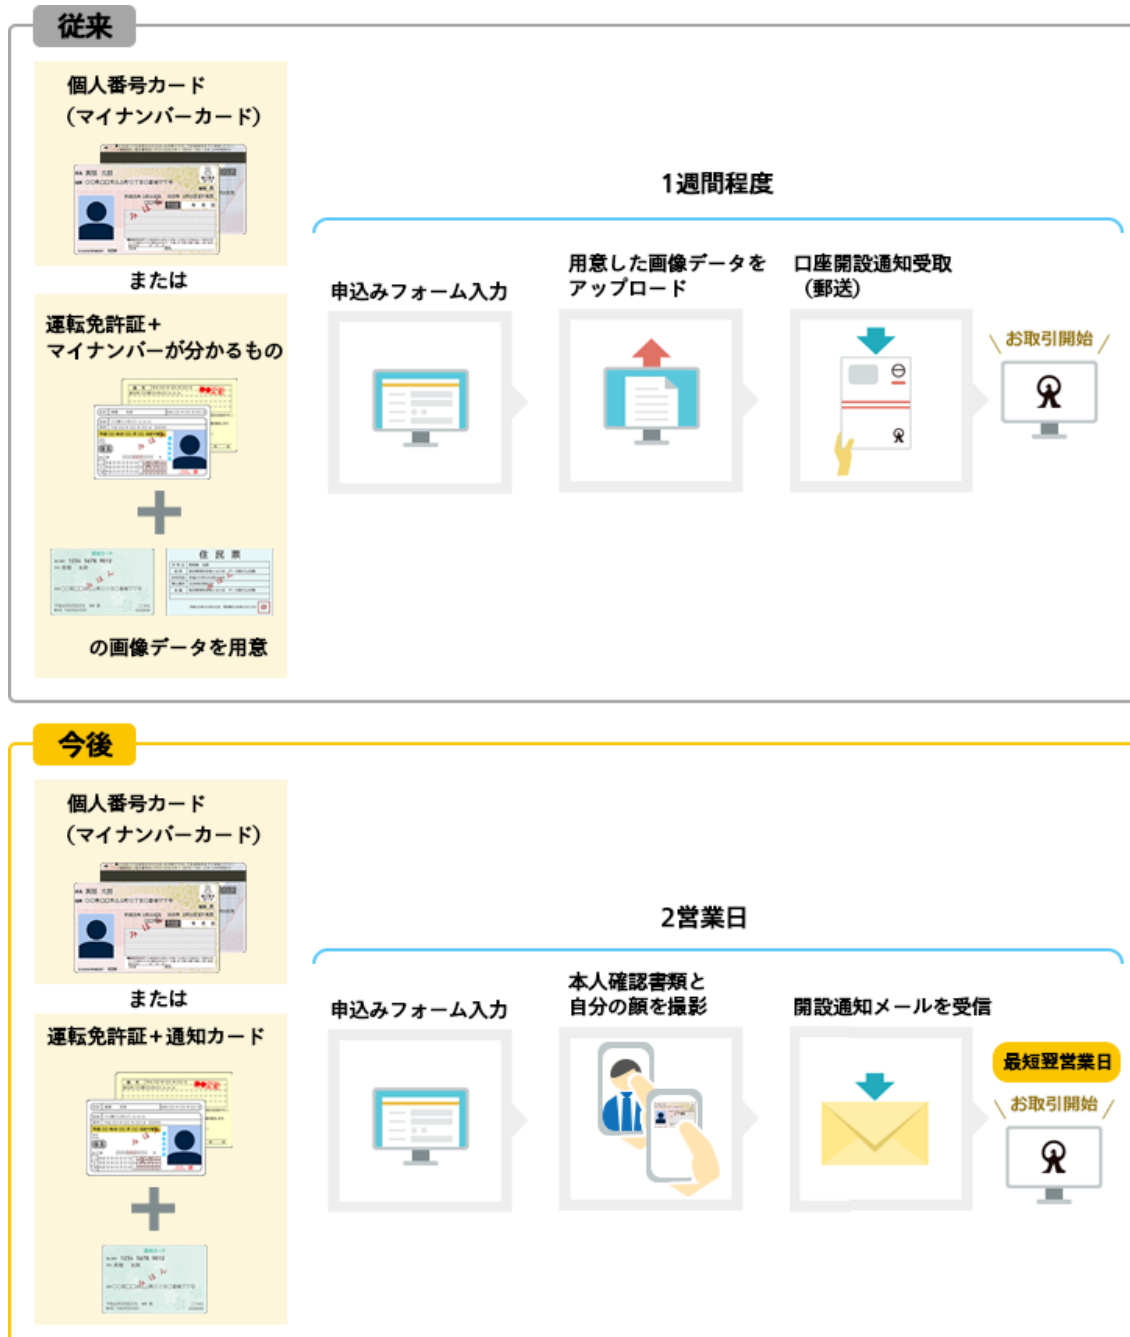 従来
個人番号カード
(マイナンバーカード)
または
運転免許証+
マイナンバーが分かるもの
住民票
の画像データを用意
1週間程度
申込みフォーム入力
用意した画像データを
アップロード
口座開設通知受取
(郵送)
お取引開始
今後
個人番号カード
(マイナンバーカード)
または
運転免許証+通知カード
2営業日
申込みフォーム入力
本人確認書類と
自分の顔を撮影
開設通知メールを受信
最短翌営業日
お取引開始